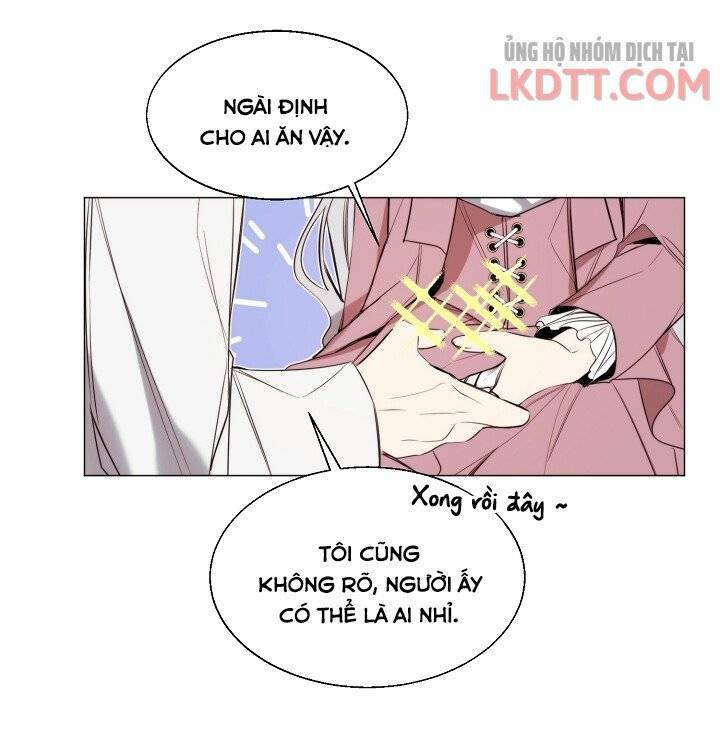 ỦNG HỘ NHÓM DỊCH TẠI
LKDTT.COM
NGÀI ĐỊNH
CHO AI ĂN VẬY.
Xong rồi đây ~
TÔI CŨNG
KHÔNG RÕ, NGƯỜI ẤY
CÓ THỂ LÀ AI NHỈ.